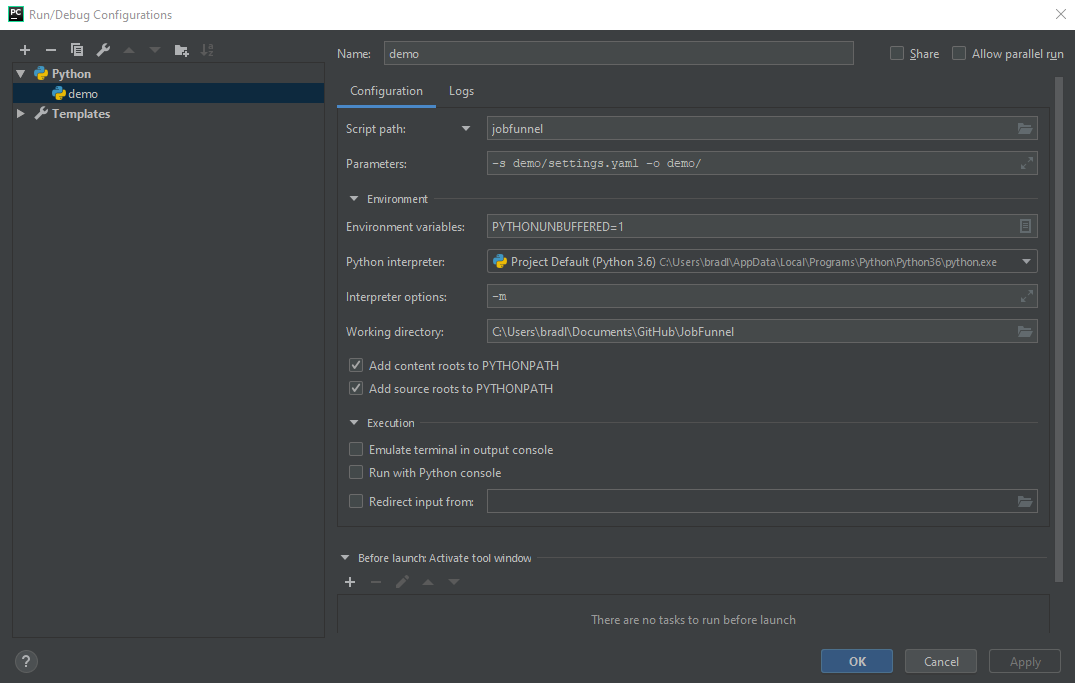 PC Run/Debug Configurations
Name: demo Share Allow parallel run
Python
demo
Templates
Configuration Logs
Script path: jobfunnel
Parameters: -s demo/settings.yaml -o demo/
Environment
Environment variables: PYTHONUNBUFFERED=1
Python interpreter: Project Default (Python 3.6) C:\Users\bradl\AppData\Local\Programs\Python\Python36\python.exe
Interpreter options: -m
Working directory: C:\Users\bradl\Documents\GitHub\JobFunnel
Add content roots to PYTHONPATH
Add source roots to PYTHONPATH
Execution
Emulate terminal in output console
Run with Python console
Redirect input from:
Before launch: Activate tool window
There are no tasks to run before launch
? OK Cancel Apply